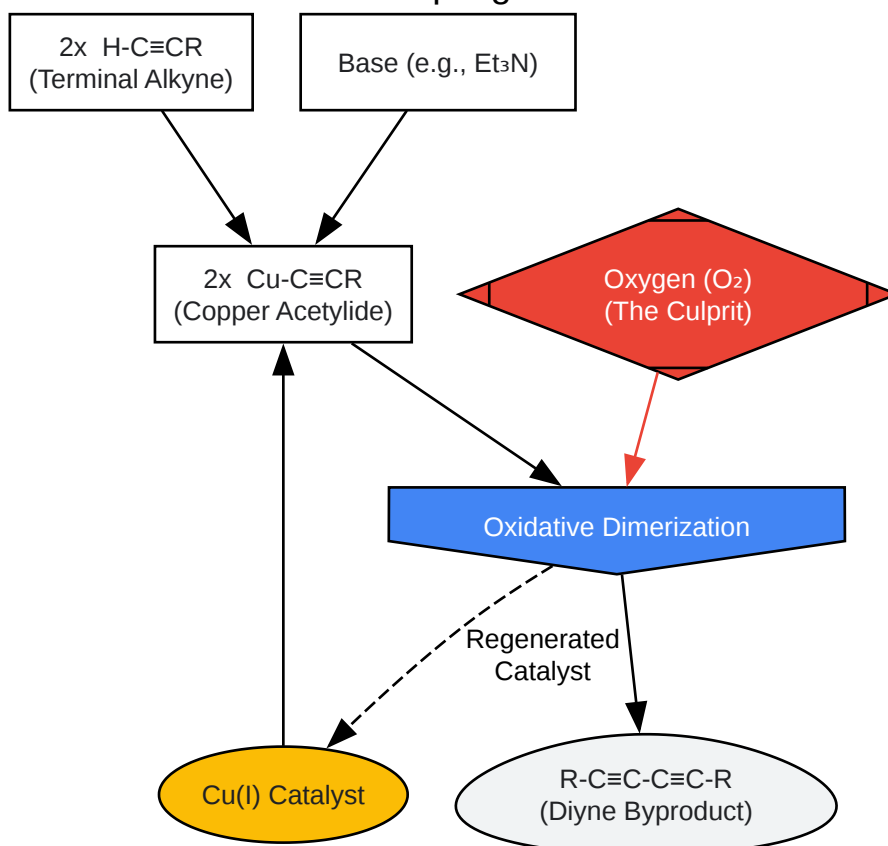 2x H-C≡CR
(Terminal Alkyne)
Base (e.g., Et₃N)
2x Cu-C≡CR
(Copper Acetylide)
Oxygen (O₂)
(The Culprit)
Oxidative Dimerization
Regenerated
Catalyst
Cu(I) Catalyst
R-C≡C-C≡C-R
(Diyne Byproduct)